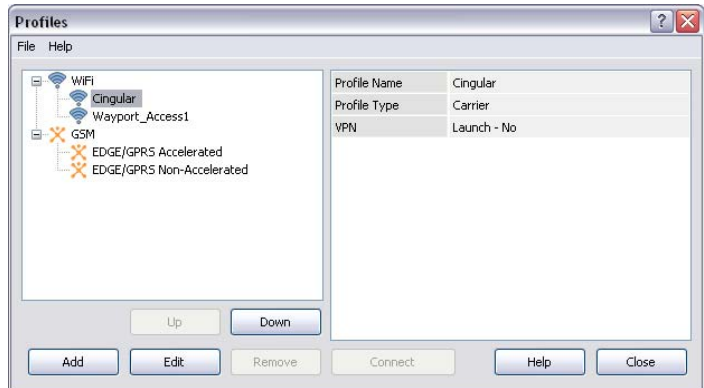 Profiles
File Help
WiFi
Cingular
Wayport_Access1
GSM
EDGE/GPRS Accelerated
EDGE/GPRS Non-Accelerated
Profile Name Cingular
Profile Type Carrier
VPN Launch - No
Up Down
Add Edit Remove Connect Help Close